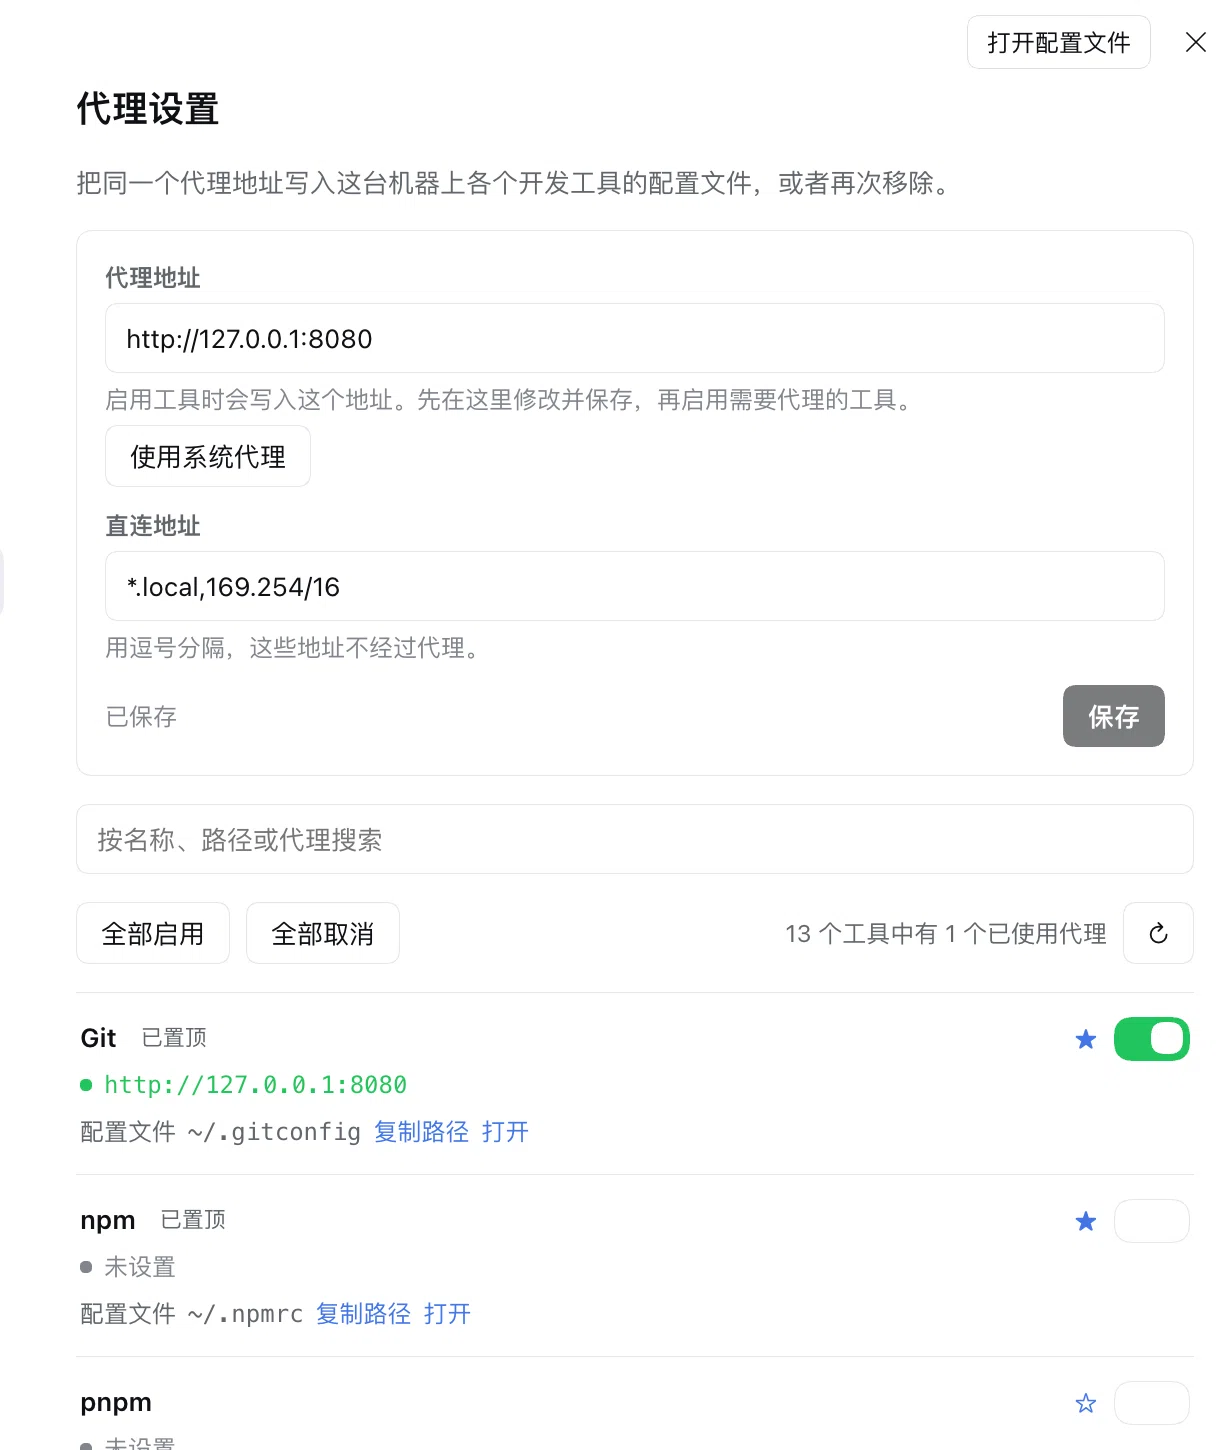 打开配置文件
代理设置
把同一个代理地址写入这台机器上各个开发工具的配置文件，或者再次移除。
代理地址
http://127.0.0.1:8080
启用工具时会写入这个地址。先在这里修改并保存，再启用需要代理的工具。
使用系统代理
直连地址
*.local,169.254/16
用逗号分隔，这些地址不经过代理。
已保存 保存
按名称、路径或代理搜索
全部启用 全部取消 13 个工具中有 1 个已使用代理
Git 已置顶
http://127.0.0.1:8080
配置文件 ~/.gitconfig 复制路径 打开
npm 已置顶
未设置
配置文件 ~/.npmrc 复制路径 打开
pnpm
未设置